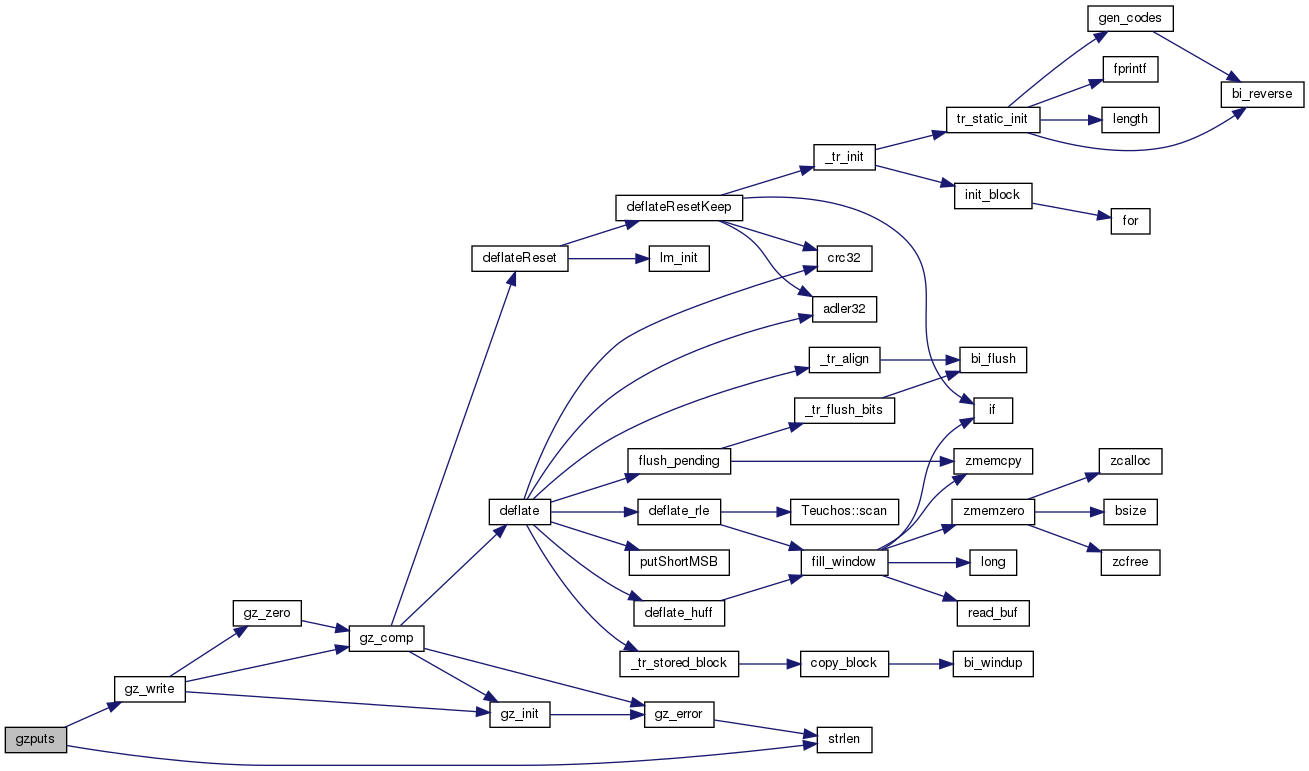 gen_codes
fprintf
bi_reverse
tr_static_init
length
_tr_init
init_block
deflateResetKeep
for
deflateReset
lm_init
crc32
adler32
_tr_align
bi_flush
_tr_flush_bits
if
flush_pending
zmemcpy
zcalloc
deflate
deflate_rle
Teuchos::scan
zmemzero
bsize
putShortMSB
fill_window
long
zcfree
gz_zero
deflate_huff
read_buf
gz_comp
_tr_stored_block
copy_block
bi_windup
gz_write
gz_init
gz_error
gzputs
strlen